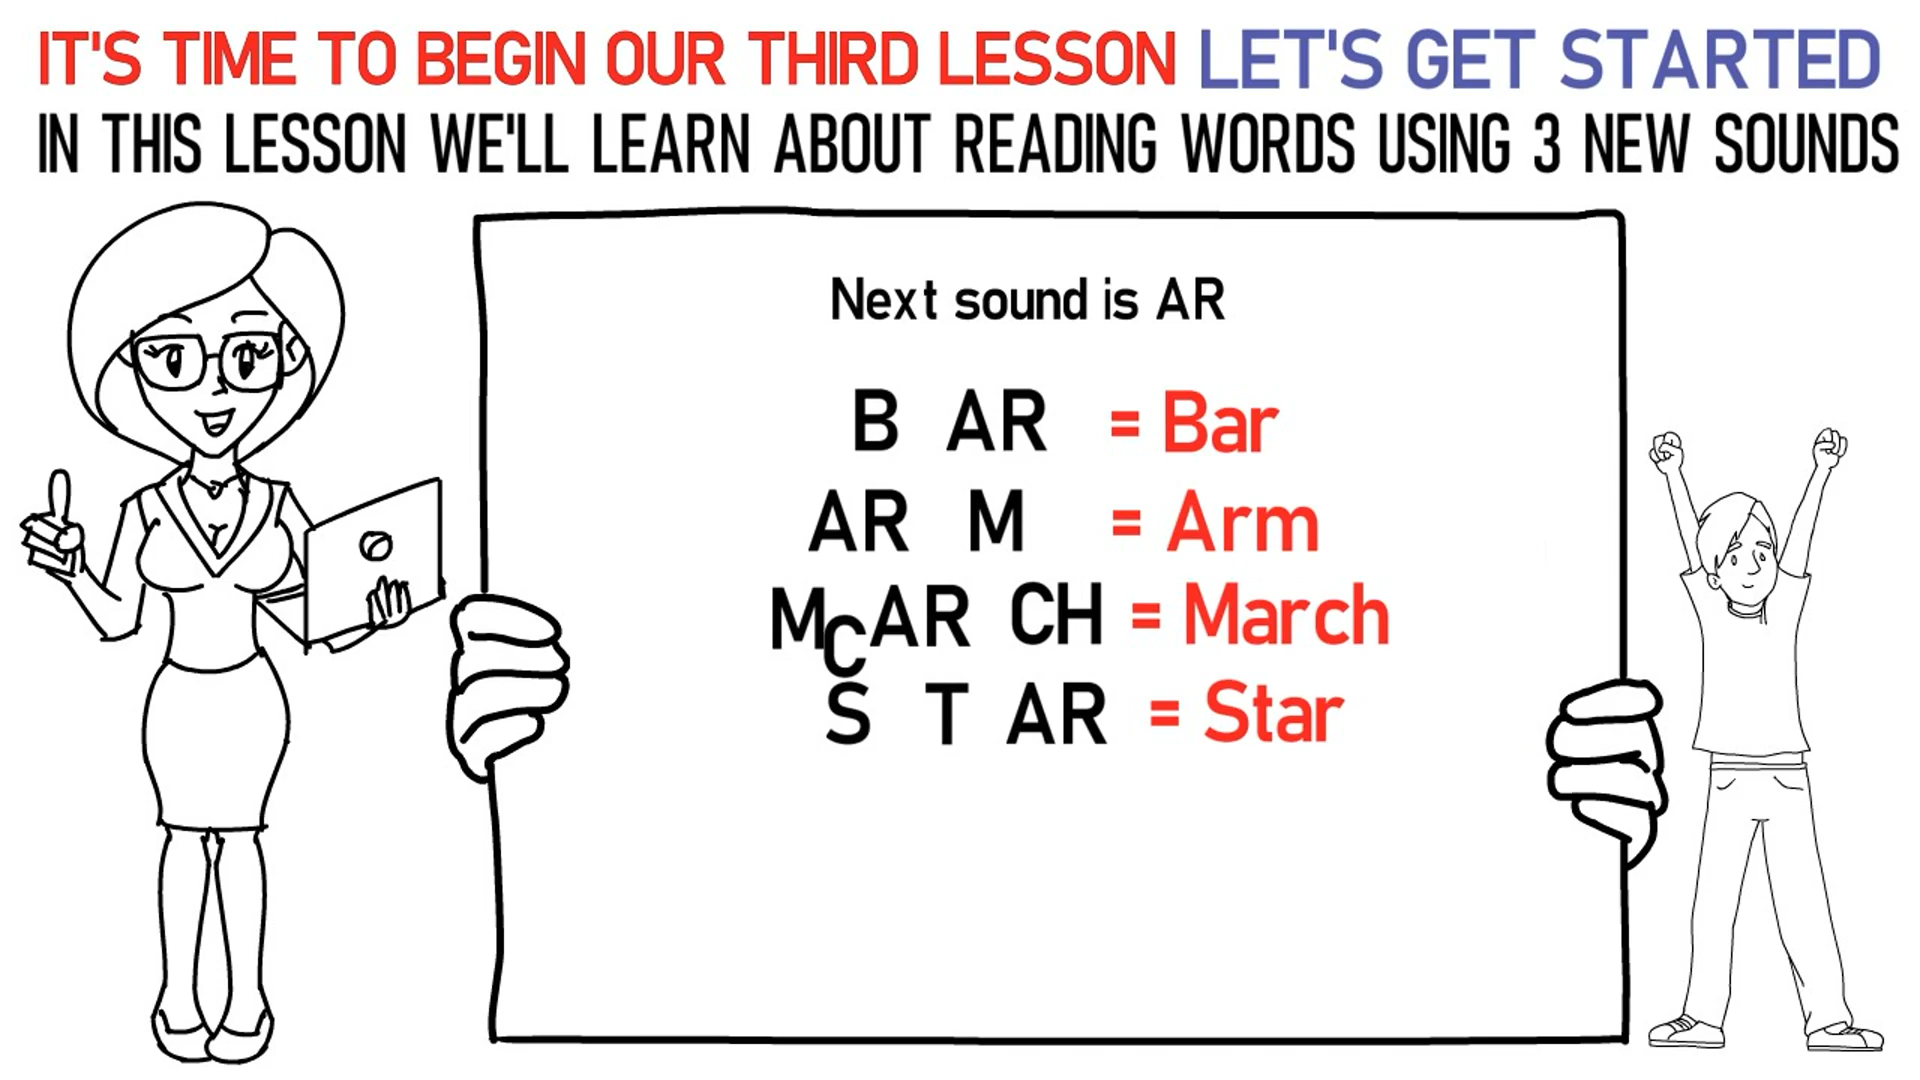 IT'S TIME TO BEGIN OUR THIRD LESSON LET'S GET STARTED
IN THIS LESSON WE'LL LEARN ABOUT READING WORDS USING 3 NEW SOUNDS
Next sound is AR
B AR = Bar
AR M = Arm
M AR CH = March
C
S T AR = Star